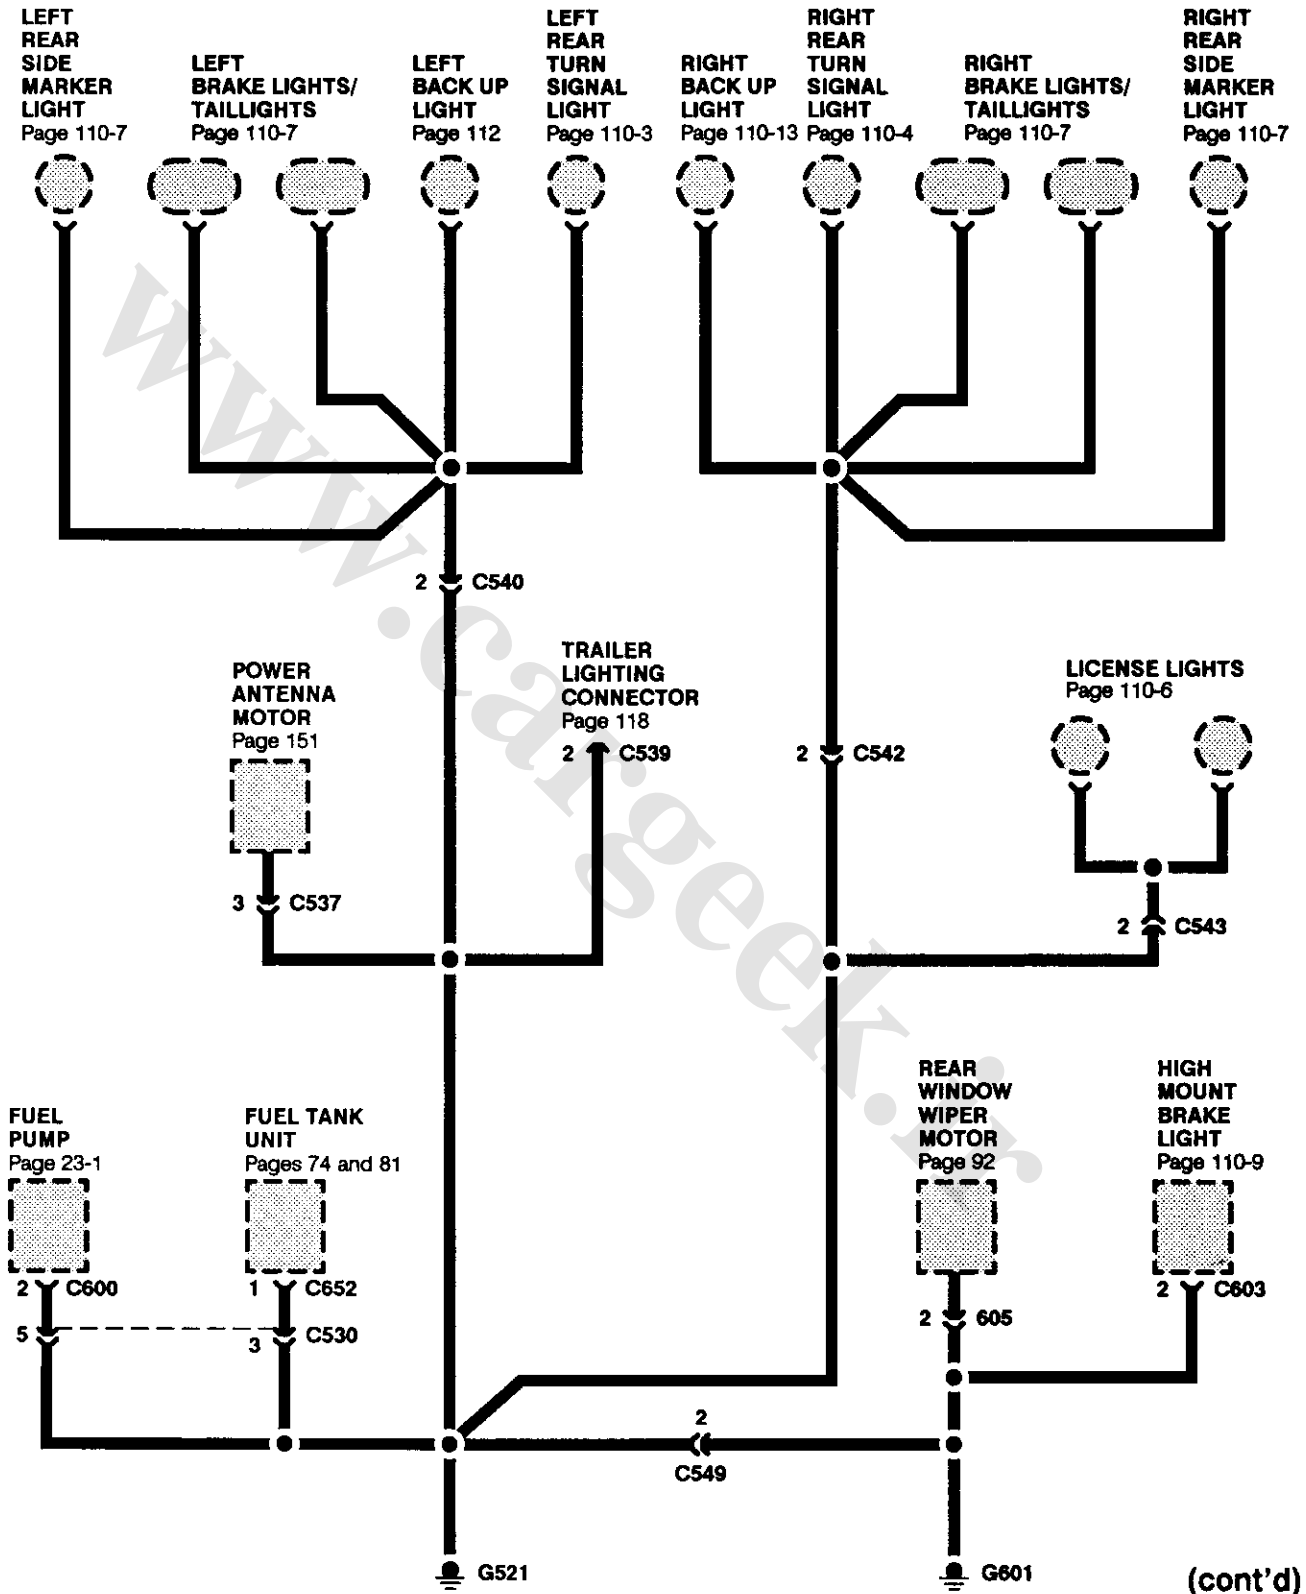 LEFT
REAR
SIDE
MARKER
LIGHT
Page 110-7
LEFT
BRAKE LIGHTS/
TAILLIGHTS
Page 110-7
LEFT
BACK UP
LIGHT
Page 112
LEFT
REAR
TURN
SIGNAL
LIGHT
Page 110-3
RIGHT
BACK UP
LIGHT
Page 110-13
RIGHT
REAR
TURN
SIGNAL
LIGHT
Page 110-4
RIGHT
BRAKE LIGHTS/
TAILLIGHTS
Page 110-7
RIGHT
REAR
SIDE
MARKER
LIGHT
Page 110-7
2 C540
POWER
ANTENNA
MOTOR
Page 151
3 C537
TRAILER
LIGHTING
CONNECTOR
Page 118
2 C539
2 C542
LICENSE LIGHTS
Page 110-6
2 C543
FUEL
PUMP
Page 23-1
2 C600
5
FUEL TANK
UNIT
Pages 74 and 81
1 C652
3 C530
REAR
WINDOW
WIPER
MOTOR
Page 92
2 605
HIGH
MOUNT
BRAKE
LIGHT
Page 110-9
2 C603
2
C549
G521
G601
(cont'd)
www.cargeek.ir